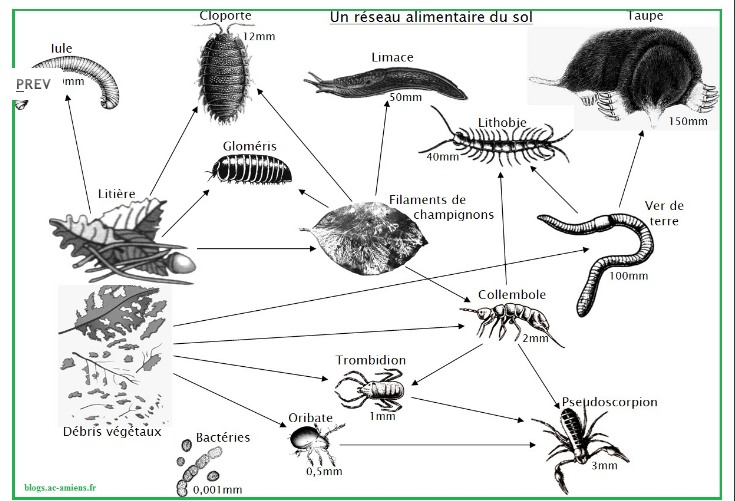 Un réseau alimentaire du sol
Cloporte
12mm
Taupe
150mm
Iule
mm
PREV
Limace
50mm
Lithobie
40mm
Gloméris
Litière
Filaments de
champignons
Ver de
terre
100mm
Collembole
2mm
Trombidion
1mm
Pseudoscorpion
3mm
Débris végétaux
Oribate
0,5mm
Bactéries
0,001mm
blogs.ac-amiens.fr